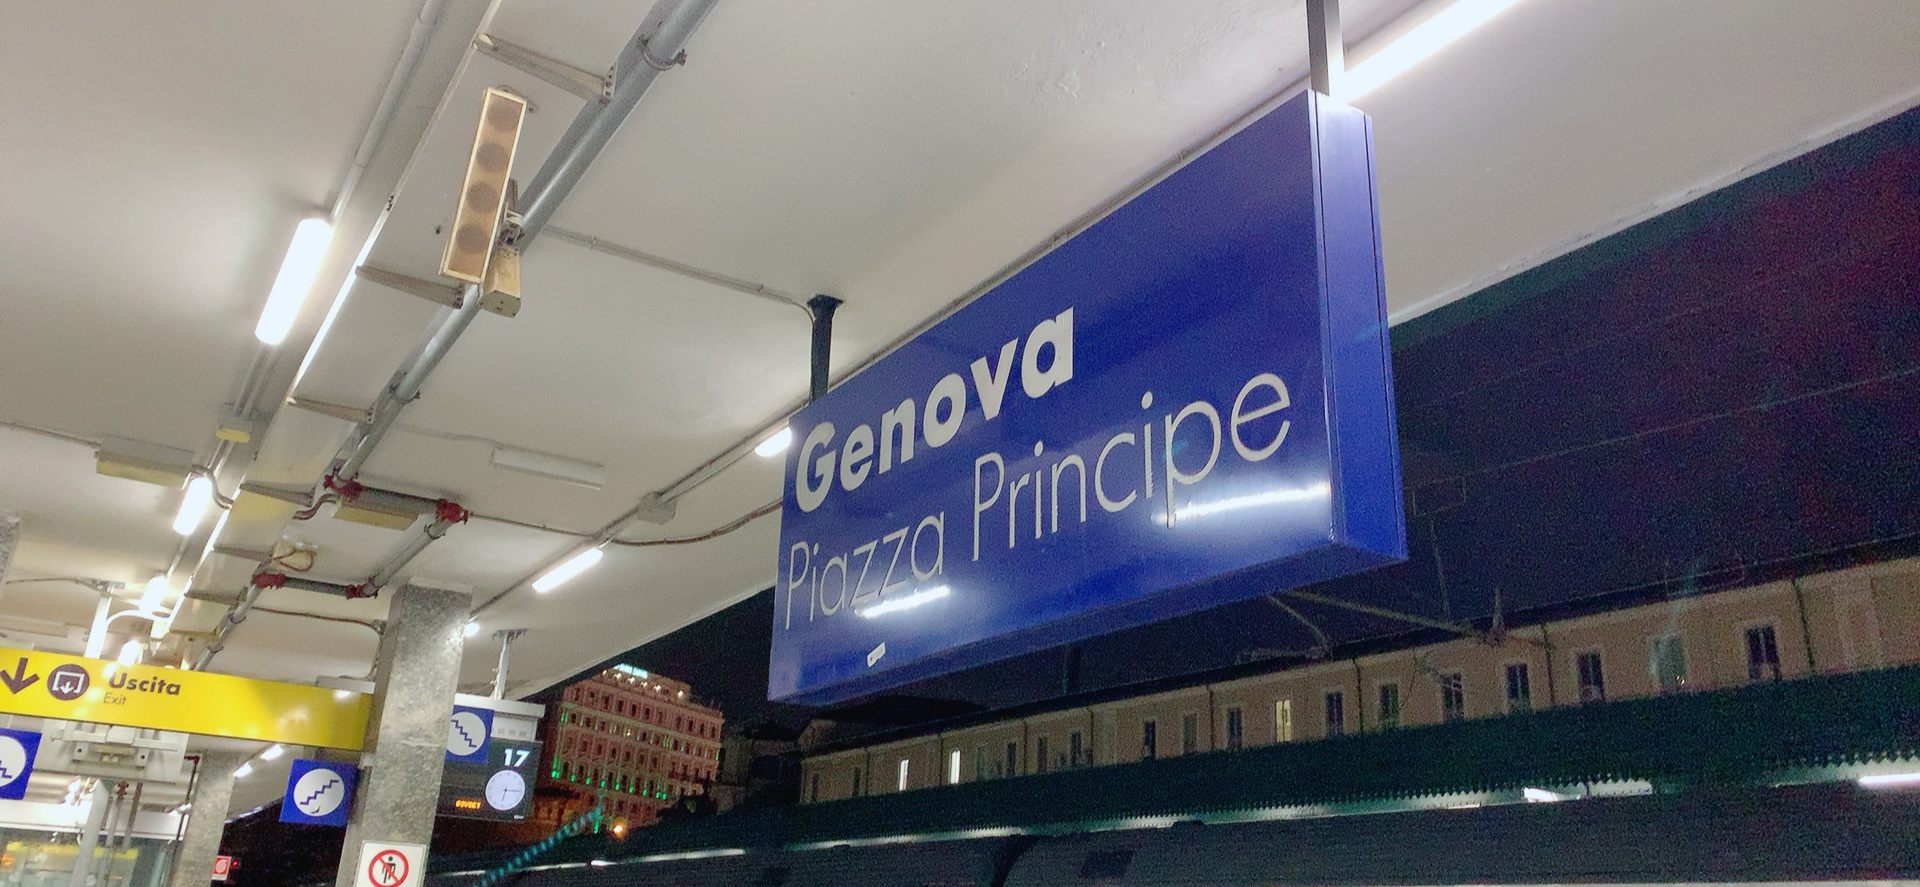 Genova
Piazza Principe
Uscita
Exit
17